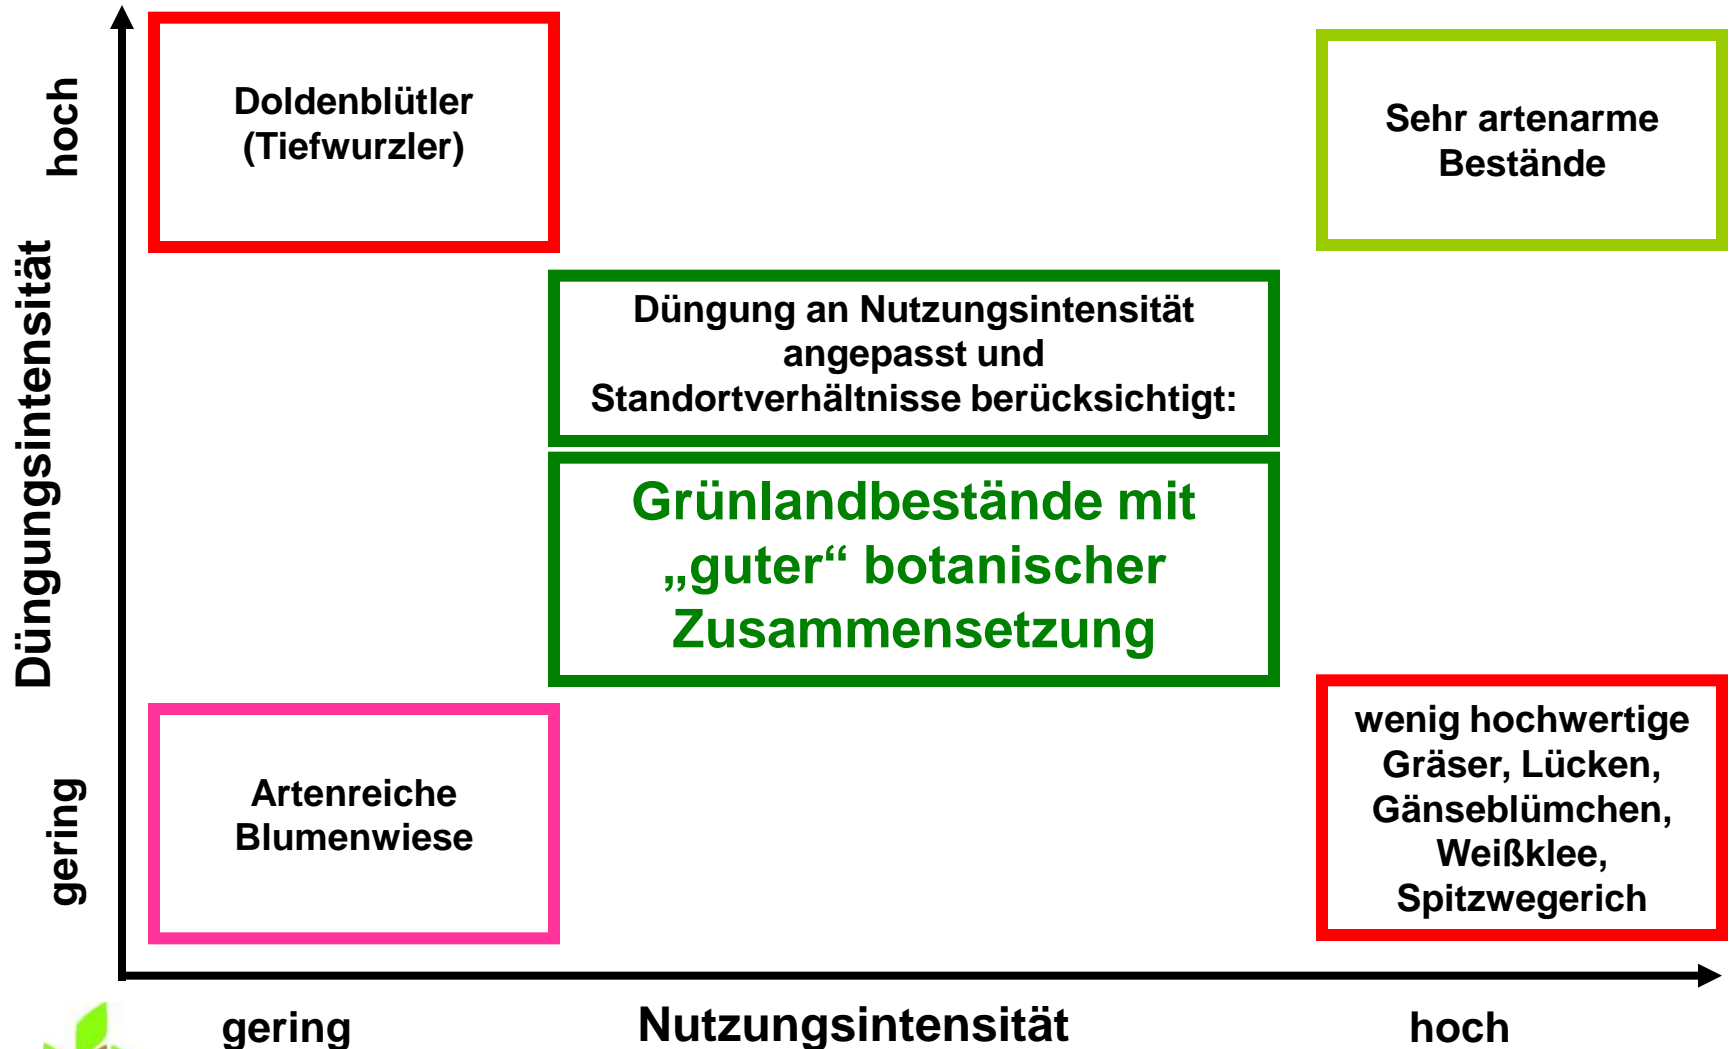 hoch
Düngungsintensität
gering
Doldenblütler
(Tiefwurzler)
Sehr artenarme
Bestände
Düngung an Nutzungsintensität
angepasst und
Standortverhältnisse berücksichtigt:
Grünlandbestände mit
„guter“ botanischer
Zusammensetzung
Artenreiche
Blumenwiese
wenig hochwertige
Gräser, Lücken,
Gänseblümchen,
Weißklee,
Spitzwegerich
gering
Nutzungsintensität
hoch